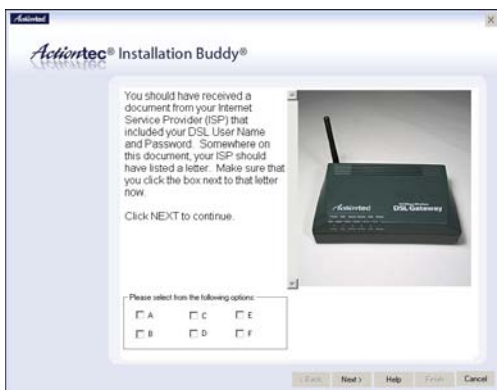 Actiontec
Actiontec® Installation Buddy®
You should have received a
document from your Internet
Service Provider (ISP) that
included your DSL User Name
and Password. Somewhere on
this document, your ISP should
have listed a letter. Make sure that
you click the box next to that letter
now.
Click NEXT to continue.
Actiontec
DSL Gateway
Please select from the following options:
A C E
B D F
< Back Next > Help Finish Cancel